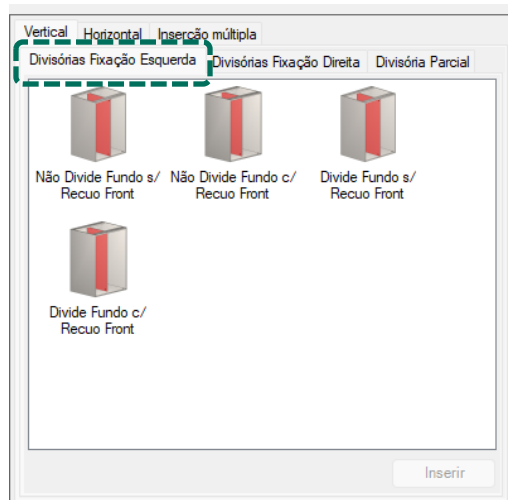 Vertical Horizontal Inserção múltipla
Divisórias Fixação Esquerda Divisórias Fixação Direita Divisória Parcial
Não Divide Fundo s/ Não Divide Fundo c/ Divide Fundo s/
Recuo Front Recuo Front Recuo Front
Divide Fundo c/
Recuo Front
Inserir